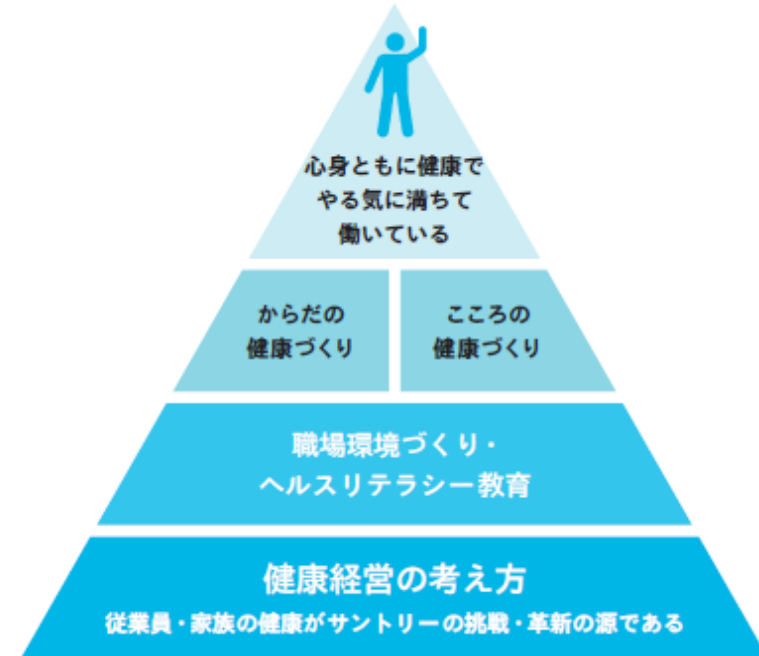 心身ともに健康で
やる気に満ちて
働いている
からだの
健康づくり
こころの
健康づくり
職場環境づくり・
ヘルスリテラシー教育
健康経営の考え方
従業員・家族の健康がサントリーの挑戦・革新の源である